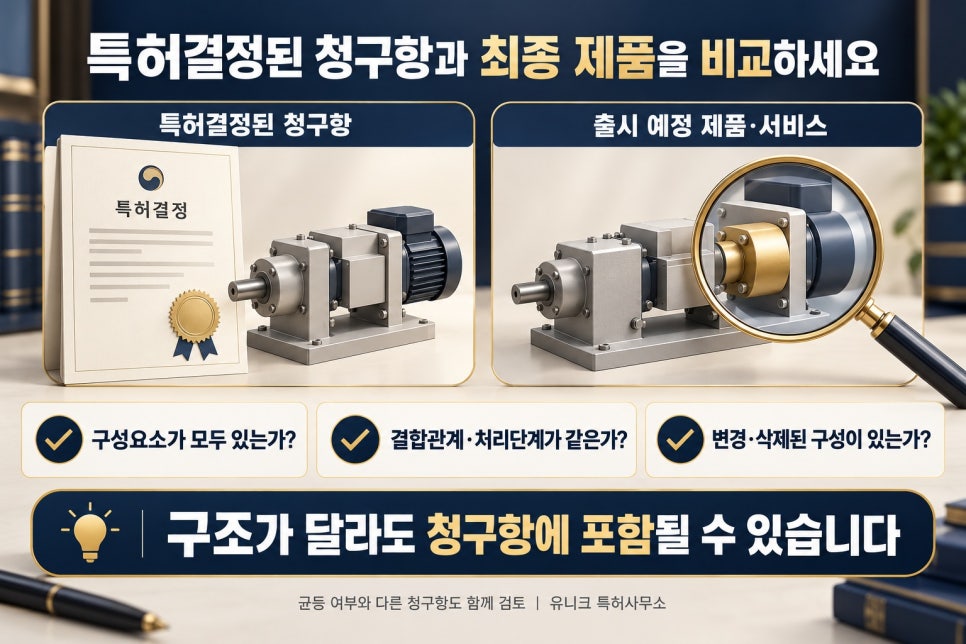 특허결정된 청구항과 최종 제품을 비교하세요
특허결정된 청구항
출시 예정 제품·서비스
특허결정
구성요소가 모두 있는가?
결합관계·처리단계가 같은가?
변경·삭제된 구성이 있는가?
구조가 달라도 청구항에 포함될 수 있습니다
균등 여부와 다른 청구항도 함께 검토 | 유니크 특허사무소